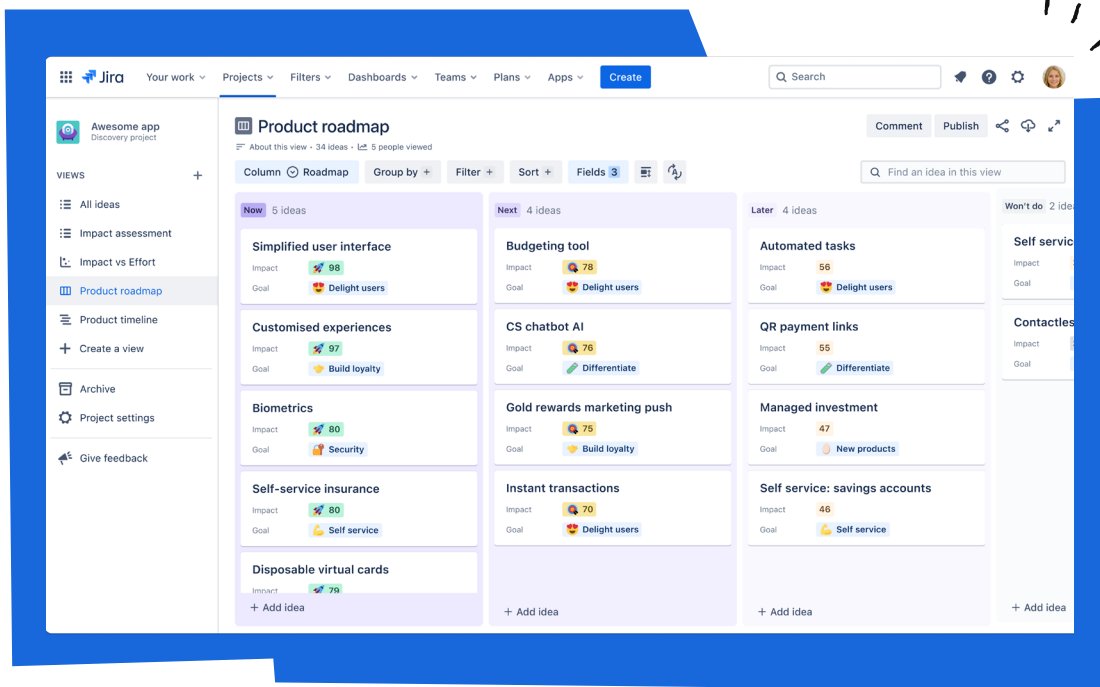 Jira Your work Projects Filters Dashboards Teams Plans Apps Create Search
Awesome app
Discovery project
VIEWS
All ideas
Impact assessment
Impact vs Effort
Product roadmap
Product timeline
Create a view
Archive
Project settings
Give feedback
Product roadmap
Comment Publish
About this view • 34 ideas • 5 people viewed
Column Roadmap Group by + Filter + Sort + Fields 3 Find an idea in this view
Now 5 ideas
Simplified user interface
Impact 98
Goal Delight users
Customised experiences
Impact 97
Goal Build loyalty
Biometrics
Impact 80
Goal Security
Self-service insurance
Impact 80
Goal Self service
Disposable virtual cards
Impact 79
+ Add idea
Next 4 ideas
Budgeting tool
Impact 78
Goal Delight users
CS chatbot AI
Impact 76
Goal Differentiate
Gold rewards marketing push
Impact 75
Goal Build loyalty
Instant transactions
Impact 70
Goal Delight users
+ Add idea
Later 4 ideas
Automated tasks
Impact 56
Goal Delight users
QR payment links
Impact 55
Goal Differentiate
Managed investment
Impact 47
Goal New products
Self service: savings accounts
Impact 46
Goal Self service
+ Add idea
Won't do 2 idea
Self servic
Impact
Goal
Contactles
Impact
Goal
+ Add idea